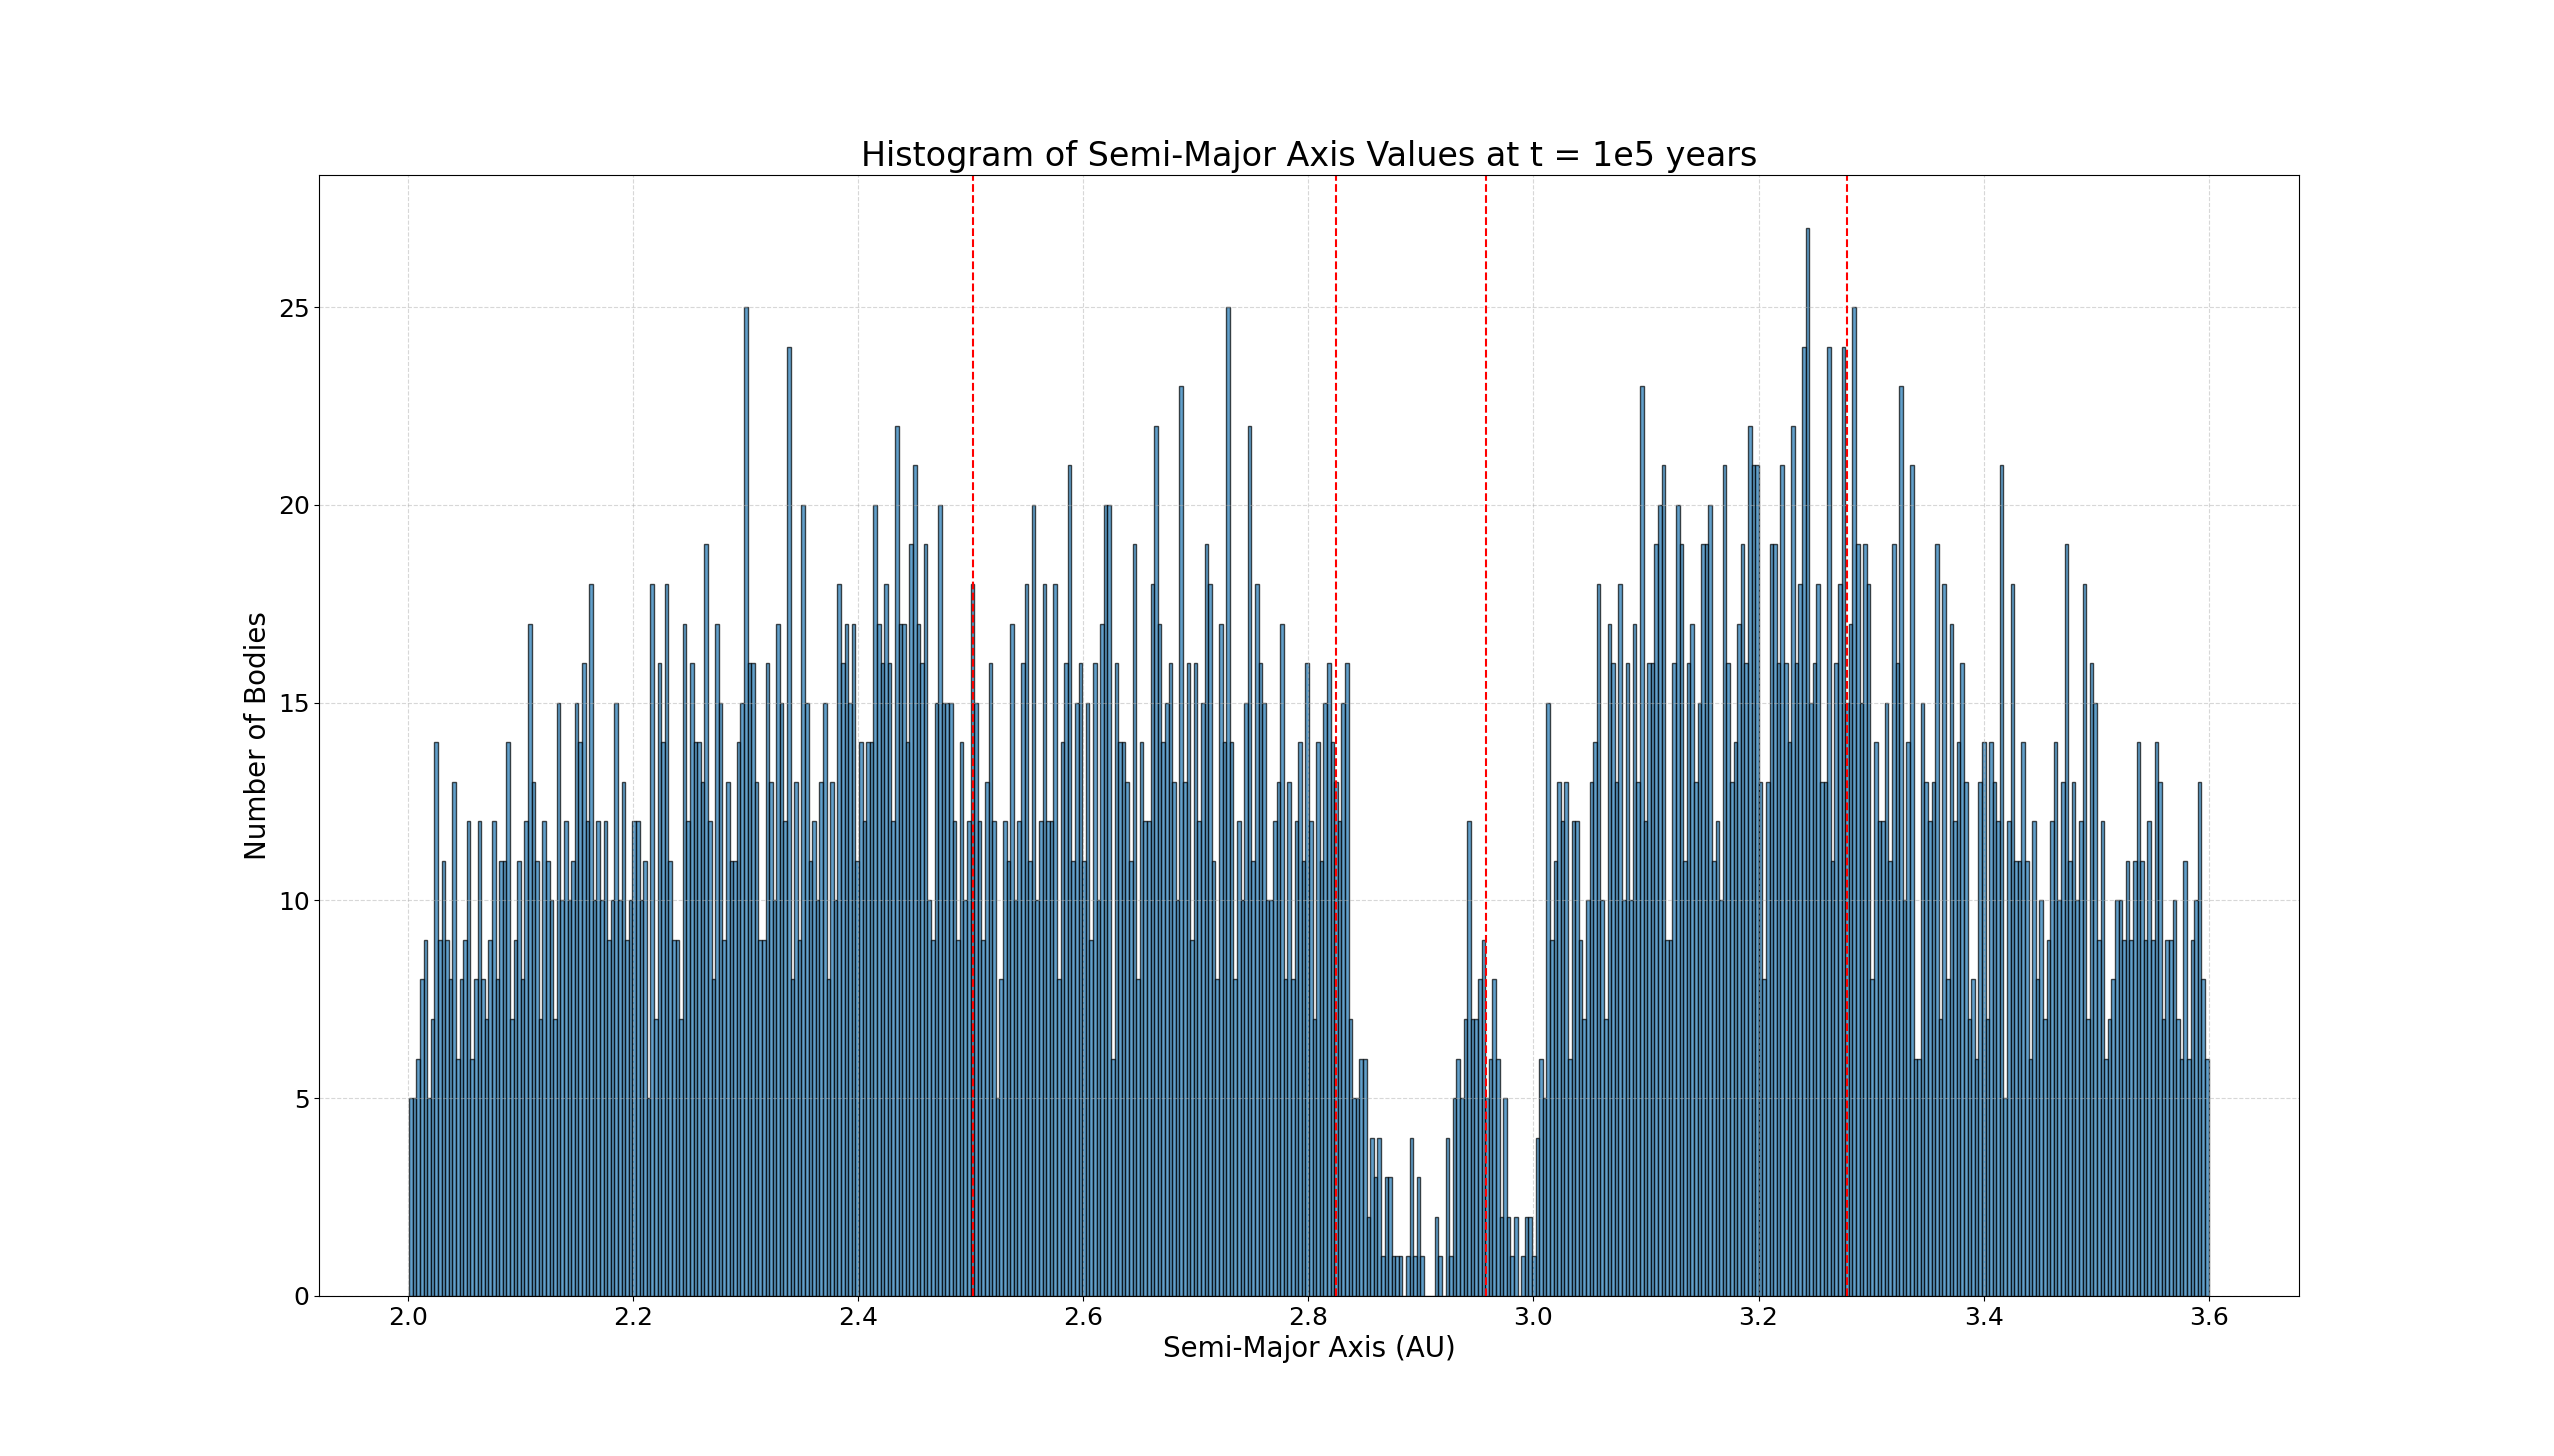 Histogram of Semi-Major Axis Values at t = 1e5 years
Number of Bodies
25
20
15
10
5
0
2.0 2.2 2.4 2.6 2.8 3.0 3.2 3.4 3.6
Semi-Major Axis (AU)